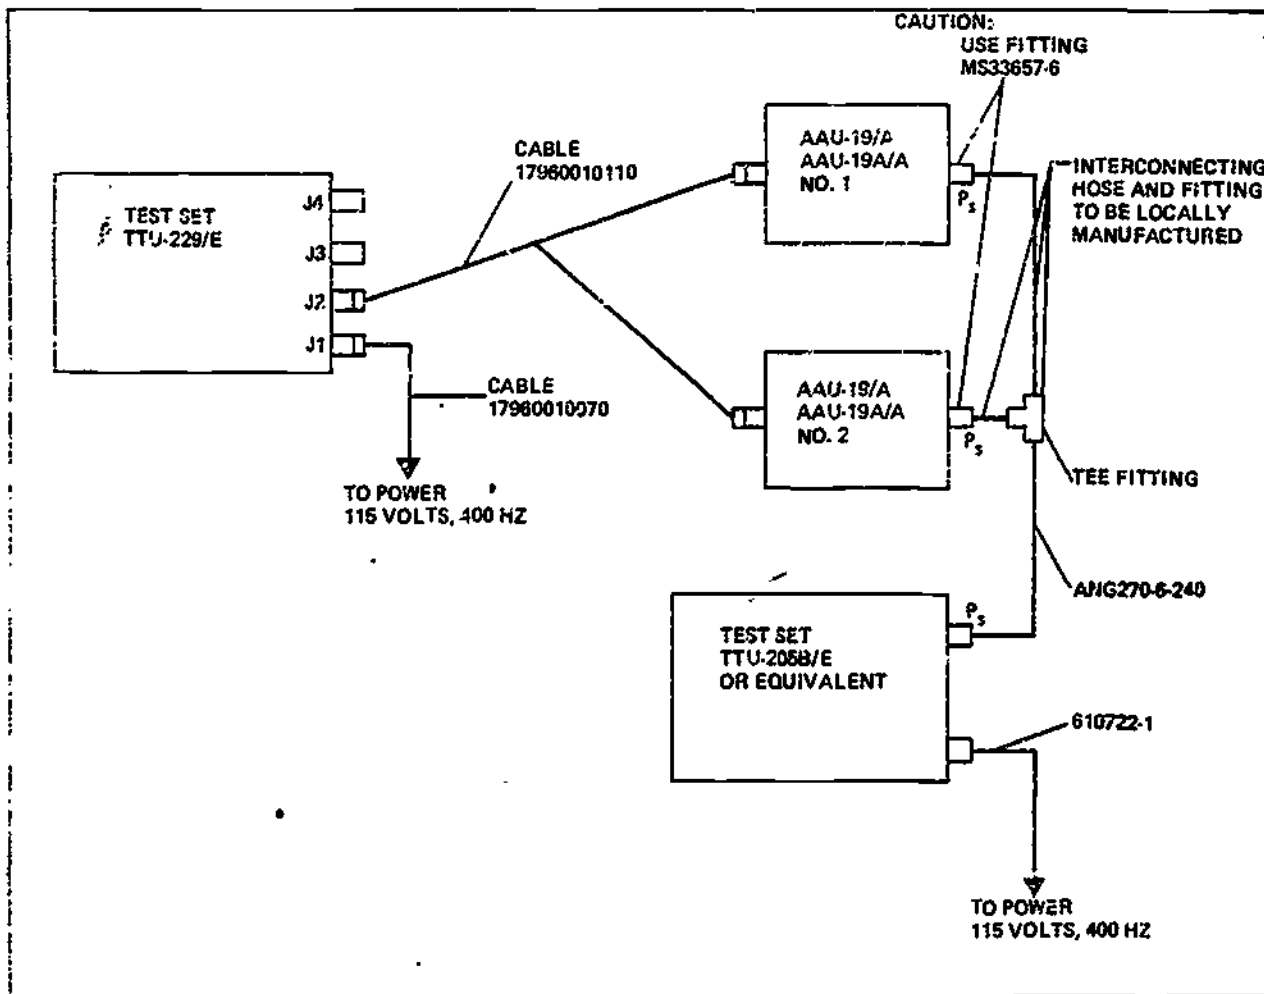 CAUTION:
USE FITTING
MS33657-6
AAU-19/A
AAU-19A/A
NO. 1
CABLE
17960010110
INTERCONNECTING
HOSE AND FITTING
TO BE LOCALLY
MANUFACTURED
TEST SET
TTU-229/E
J4
J3
J2
J1
Ps
AAU-19/A
AAU-19A/A
NO. 2
Ps
CABLE
17960010070
TEE FITTING
TO POWER
115 VOLTS, 400 HZ
ANG270-6-240
Ps
TEST SET
TTU-205B/E
OR EQUIVALENT
610722-1
TO POWER
115 VOLTS, 400 HZ